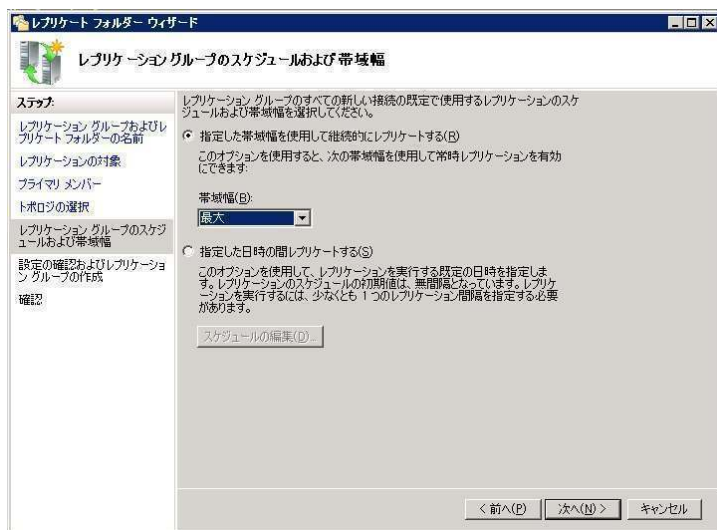 レプリケート フォルダー ウィザード
レプリケーション グループのスケジュールおよび帯域幅
ステップ:
レプリケーション グループおよびレ
プリケート フォルダーの名前
レプリケーションの対象
プライマリ メンバー
トポロジの選択
レプリケーション グループのスケジ
ュールおよび帯域幅
設定の確認およびレプリケーショ
ン グループの作成
確認
レプリケーション グループのすべての新しい接続の既定で使用するレプリケーションのスケ
ジュールおよび帯域幅を選択してください。
指定した帯域幅を使用して継続的にレプリケートする(R)
このオプションを使用すると、次の帯域幅を使用して常時レプリケーションを有効
にできます:
帯域幅(B):
最大
指定した日時の間レプリケートする(S)
このオプションを使用して、レプリケーションを実行する既定の日時を指定しま
す。レプリケーションのスケジュールの初期値は、無間隔となっています。レプリケ
ーションを実行するには、少なくとも 1 つのレプリケーション間隔を指定する必要
があります。
スケジュールの編集(D)...
< 前へ(P)
次へ(N) >
キャンセル